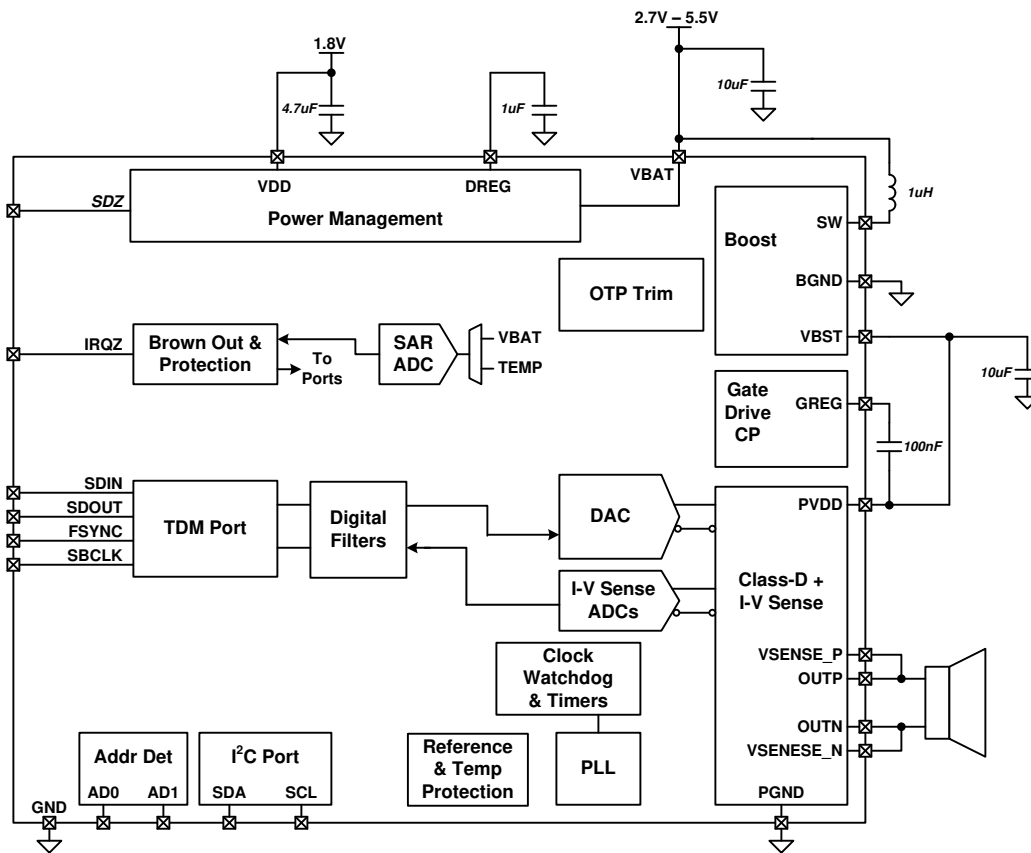 2.7V – 5.5V
1.8V
10uF
4.7uF
1uF
VDD
DREG
VBAT
SDZ
Power Management
1uH
SW
Boost
BGND
VBST
OTP Trim
IRQZ
Brown Out &
Protection
To
Ports
SAR
ADC
VBAT
TEMP
10uF
Gate
Drive
CP
GREG
100nF
SDIN
SDOUT
FSYNC
SBCLK
TDM Port
Digital
Filters
DAC
PVDD
I-V Sense
ADCs
Class-D +
I-V Sense
VSENSE_P
OUTP
OUTN
VSENESE_N
PGND
Clock
Watchdog
& Timers
Reference
& Temp
Protection
PLL
Addr Det
AD0
AD1
I²C Port
SDA
SCL
GND